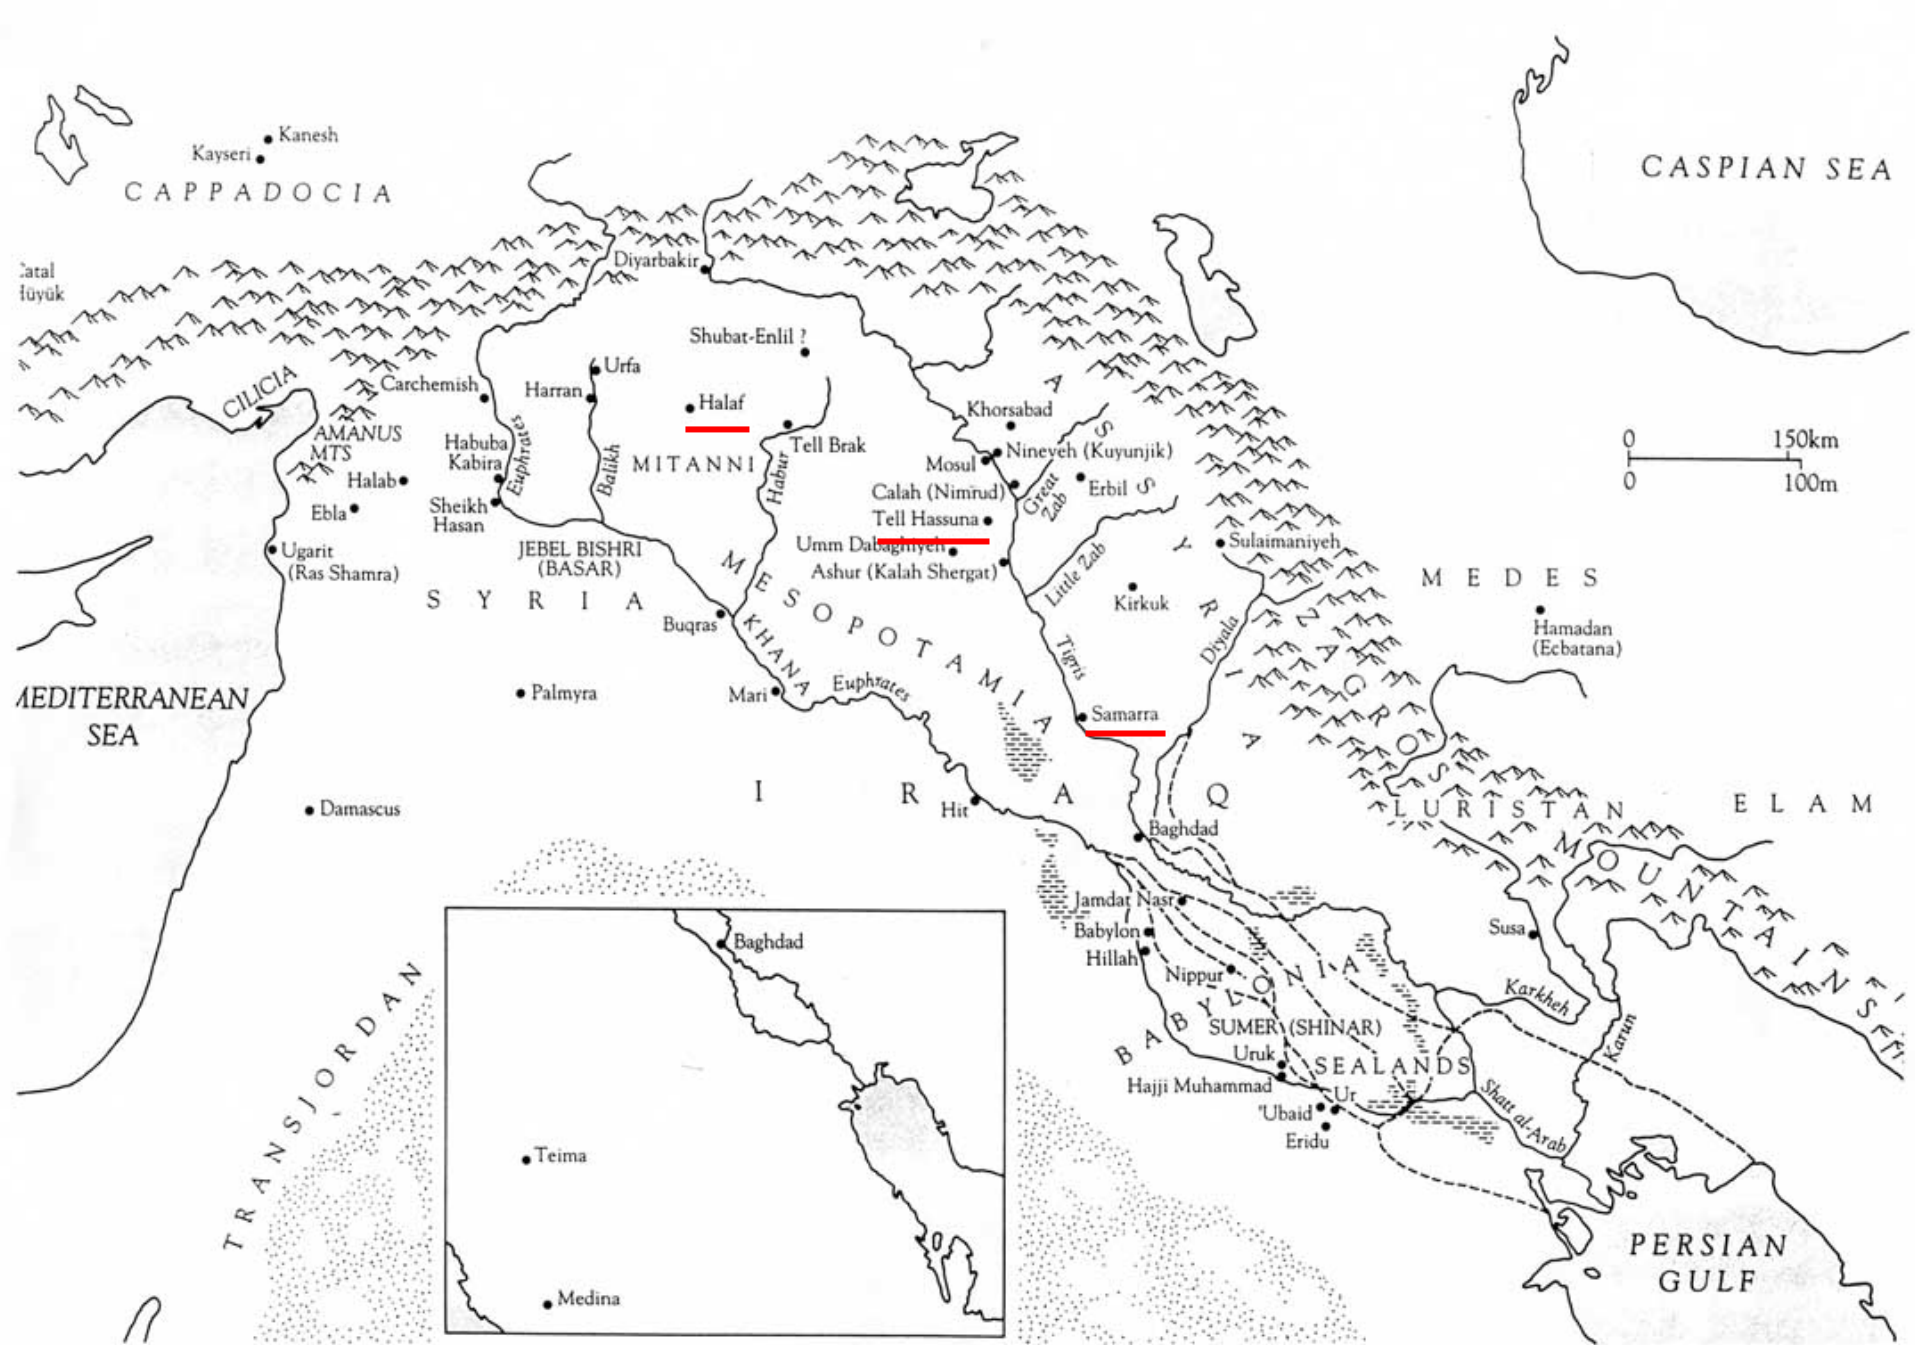 Kanesh
Kayseri
CAPPADOCIA
CASPIAN SEA
Diyarbakir
atal
üyük
Shubat-Enlil ?
Urfa
Carchemish
Harran
Halaf
CILICIA
AMANUS
MTS
Khorsabad
Habuba
Kabira
Euphrates
Balikh
MITANNI
Tell Brak
Habur
Nineveh (Kuyunjik)
Mosul
0 150km
0 100m
Halab
Calah (Nimrud)
Great
Zab
Erbil
Ebla
Sheikh
Hasan
Tell Hassuna
Umm Dabaghiyeh
Ashur (Kalah Shergat)
Sulaimaniyeh
Ugarit
(Ras Shamra)
JEBEL BISHRI
(BASAR)
Little Zab
Kirkuk
MEDES
Hamadan
(Ecbatana)
SYRIA
MESOPOTAMIA
ASSYRIA
Buqras
KHANA
Tigris
Diyala
ZAGROS
MOUNTAINS
Palmyra
Mari
Euphrates
MEDITERRANEAN
SEA
Samarra
IRAQ
Hit
Damascus
Baghdad
LURISTAN
ELAM
Jamdat Nasr
Babylon
Hillah
Nippur
BABYLONIA
Susa
Karkheh
Karun
SUMER (SHINAR)
Uruk
SEALANDS
Hajji Muhammad
Ur
'Ubaid
Eridu
Shatt al-Arab
TRANSJORDAN
Baghdad
Teima
Medina
PERSIAN
GULF